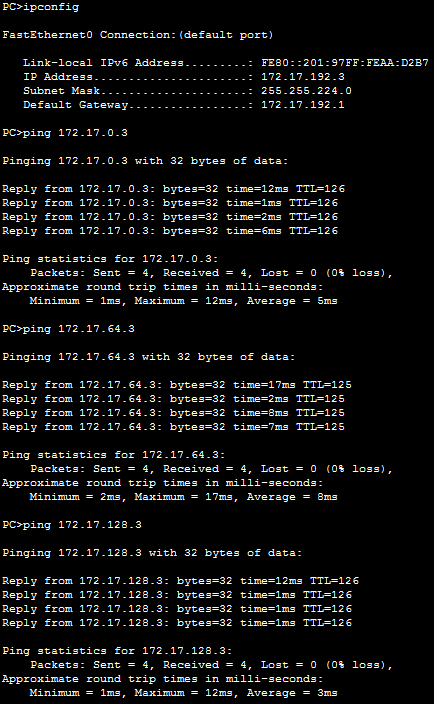 PC>ipconfig
FastEthernet0 Connection:(default port)
Link-local IPv6 Address.........: FE80::201:97FF:FEAA:D2B7
IP Address......................: 172.17.192.3
Subnet Mask.....................: 255.255.224.0
Default Gateway.................: 172.17.192.1
PC>ping 172.17.0.3
Pinging 172.17.0.3 with 32 bytes of data:
Reply from 172.17.0.3: bytes=32 time=12ms TTL=126
Reply from 172.17.0.3: bytes=32 time=1ms TTL=126
Reply from 172.17.0.3: bytes=32 time=2ms TTL=126
Reply from 172.17.0.3: bytes=32 time=6ms TTL=126
Ping statistics for 172.17.0.3:
Packets: Sent = 4, Received = 4, Lost = 0 (0% loss),
Approximate round trip times in milli-seconds:
Minimum = 1ms, Maximum = 12ms, Average = 5ms
PC>ping 172.17.64.3
Pinging 172.17.64.3 with 32 bytes of data:
Reply from 172.17.64.3: bytes=32 time=17ms TTL=125
Reply from 172.17.64.3: bytes=32 time=2ms TTL=125
Reply from 172.17.64.3: bytes=32 time=8ms TTL=125
Reply from 172.17.64.3: bytes=32 time=7ms TTL=125
Ping statistics for 172.17.64.3:
Packets: Sent = 4, Received = 4, Lost = 0 (0% loss),
Approximate round trip times in milli-seconds:
Minimum = 2ms, Maximum = 17ms, Average = 8ms
PC>ping 172.17.128.3
Pinging 172.17.128.3 with 32 bytes of data:
Reply from 172.17.128.3: bytes=32 time=12ms TTL=126
Reply from 172.17.128.3: bytes=32 time=1ms TTL=126
Reply from 172.17.128.3: bytes=32 time=1ms TTL=126
Reply from 172.17.128.3: bytes=32 time=1ms TTL=126
Ping statistics for 172.17.128.3:
Packets: Sent = 4, Received = 4, Lost = 0 (0% loss),
Approximate round trip times in milli-seconds:
Minimum = 1ms, Maximum = 12ms, Average = 3ms